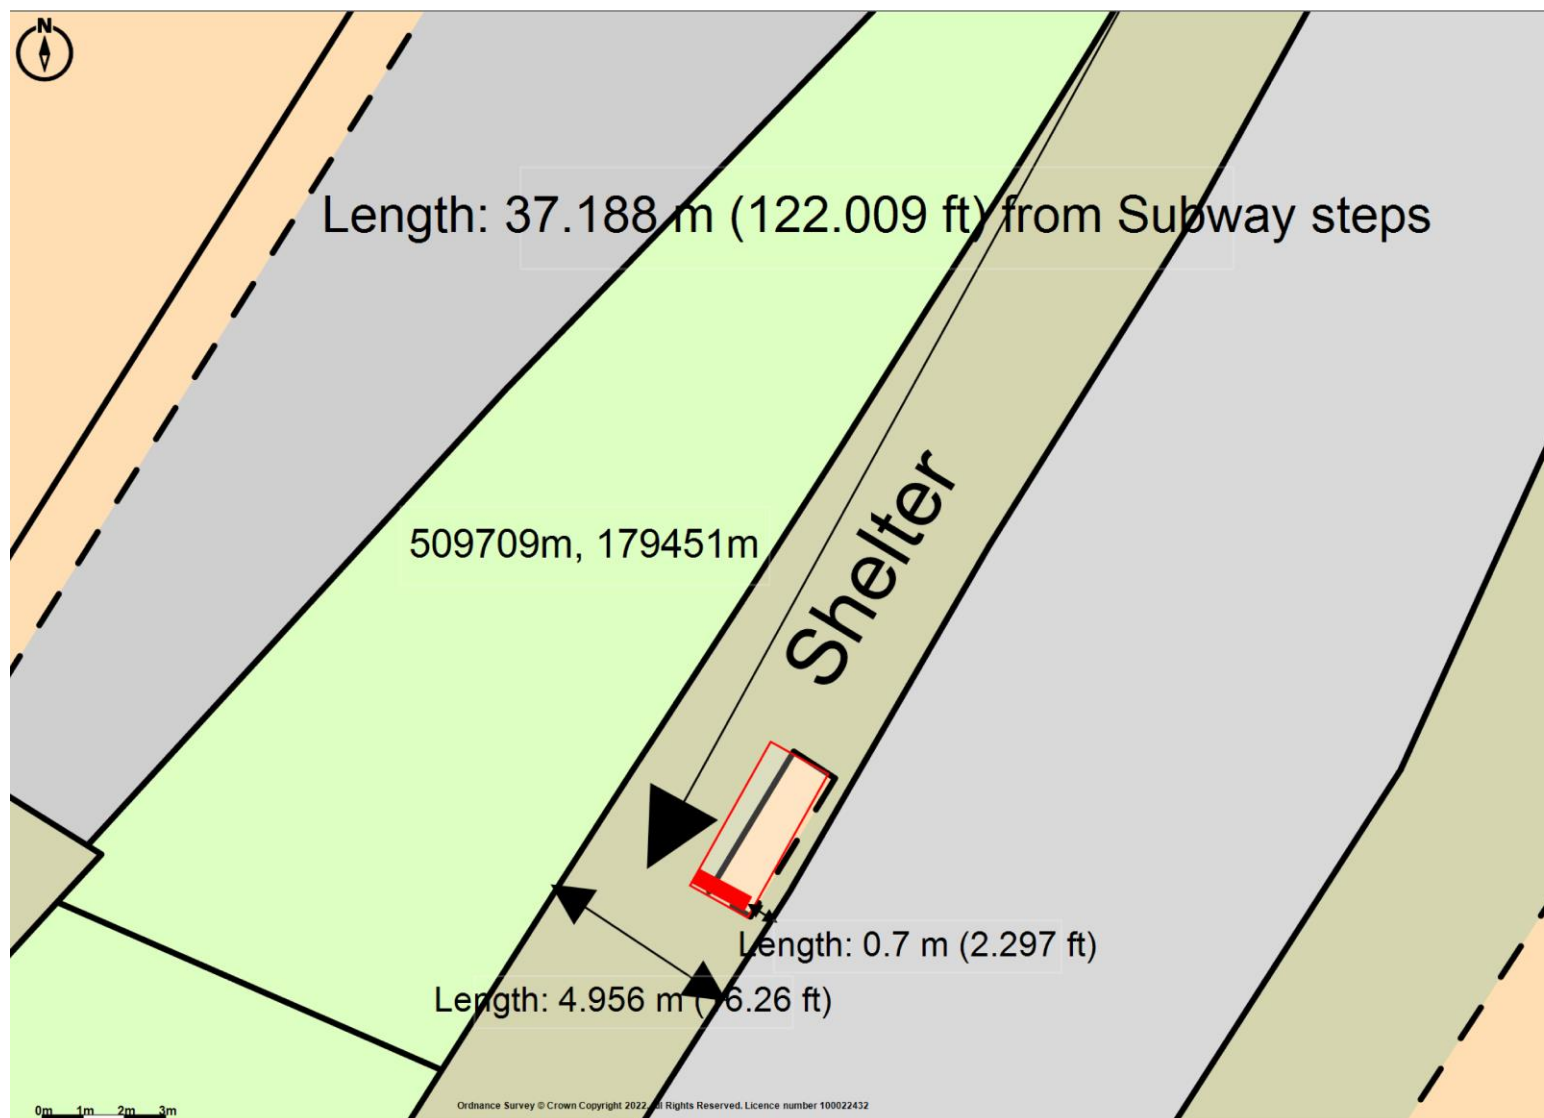 N
Length: 37.188 m (122.009 ft) from Subway steps
509709m, 179451m
Shelter
Length: 0.7 m (2.297 ft)
Length: 4.956 m ( 6.26 ft)
0m 1m 2m 3m
Ordnance Survey © Crown Copyright 2022. All Rights Reserved. Licence number 100022432